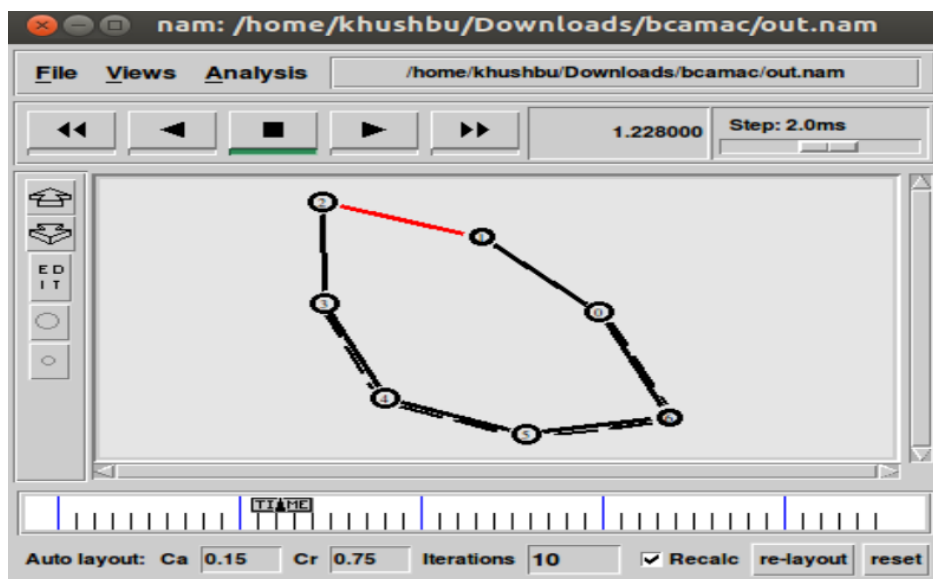 nam: /home/khushbu/Downloads/bcamac/out.nam
File Views Analysis /home/khushbu/Downloads/bcamac/out.nam
1.228000 Step: 2.0ms
2
1
0
3
4
5
6
E D
I T
TIME
Auto layout: Ca 0.15 Cr 0.75 Iterations 10 Recalc re-layout reset